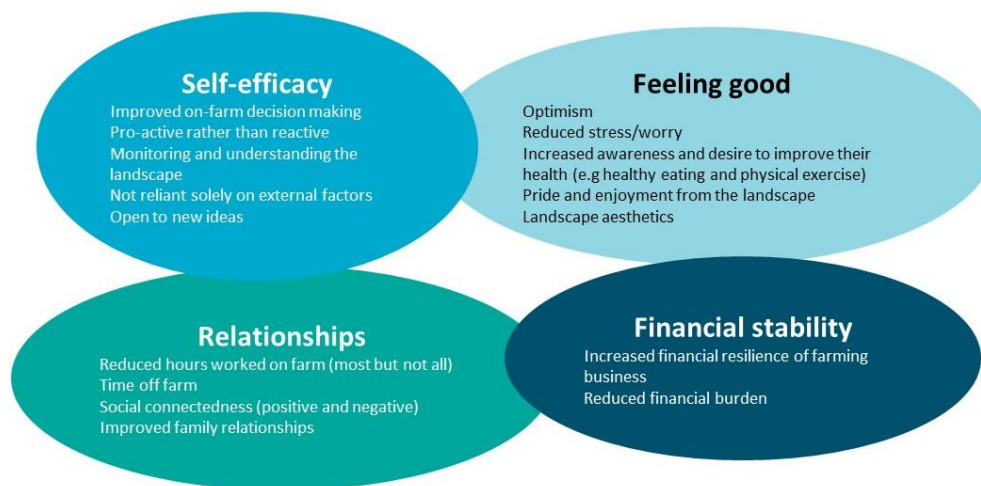 Self-efficacy
Improved on-farm decision making
Pro-active rather than reactive
Monitoring and understanding the
landscape
Not reliant solely on external factors
Open to new ideas
Feeling good
Optimism
Reduced stress/worry
Increased awareness and desire to improve their
health (e.g healthy eating and physical exercise)
Pride and enjoyment from the landscape
Landscape aesthetics
Relationships
Reduced hours worked on farm (most but not all)
Time off farm
Social connectedness (positive and negative)
Improved family relationships
Financial stability
Increased financial resilience of farming
business
Reduced financial burden